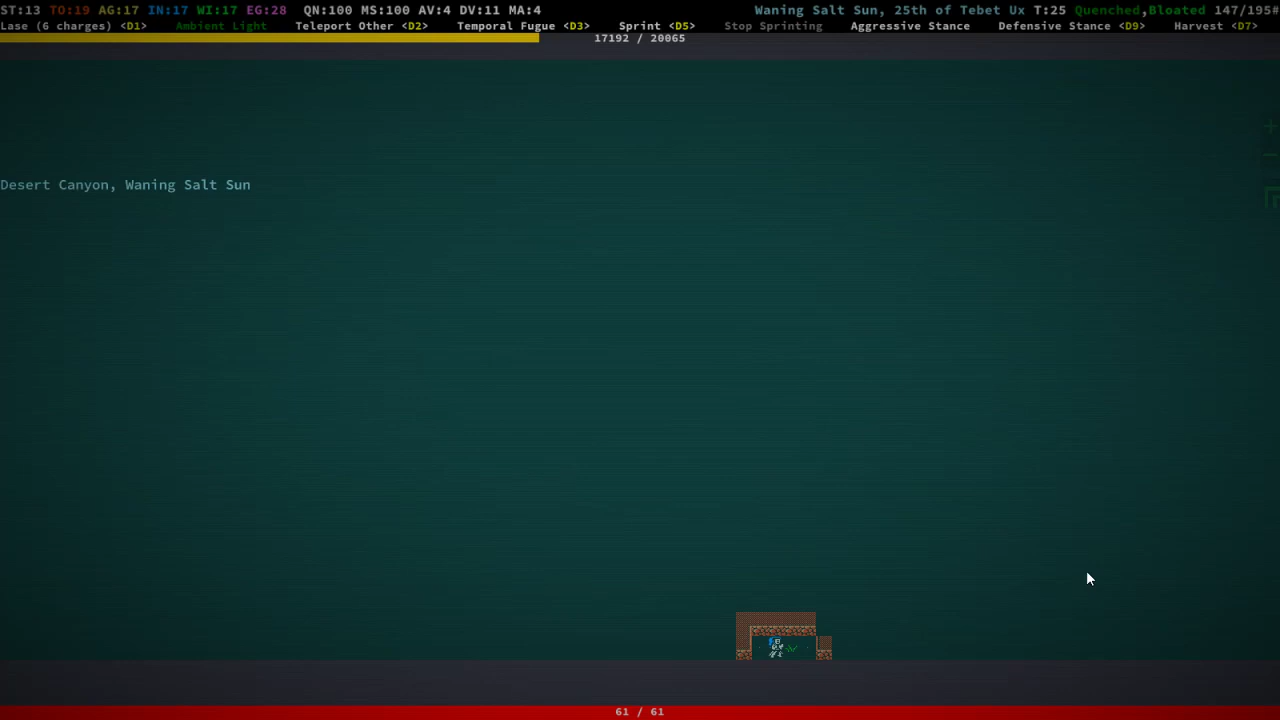 ST:13 TO:19 AG:17 IN:17 WI:17 EG:28 QN:100 MS:100 AV:4 DV:11 MA:4 Waning Salt Sun, 25th of Tebet Ux T:25 Quenched,Bloated 147/195#
Lase (6 charges) <D1> Ambient Light Teleport Other <D2> Temporal Fugue <D3> Sprint <D5> Stop Sprinting Aggressive Stance Defensive Stance <D9> Harvest <D7>
17192 / 20065
Desert Canyon, Waning Salt Sun
61 / 61